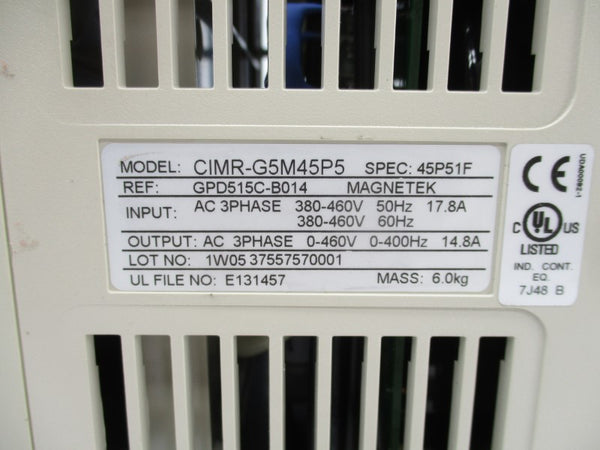 MODEL: CIMR-G5M45P5 SPEC: 45P51F
REF: GPD515C-B014 MAGNETEK
INPUT: AC 3PHASE 380-460V 50Hz 17.8A
380-460V 60Hz
OUTPUT: AC 3PHASE 0-460V 0-400Hz 14.8A
LOT NO: 1W05 37557570001
UL FILE NO: E131457 MASS: 6.0kg
CE
UDA00092-1
C UL US
LISTED
IND. CONT.
EQ.
7J48 B